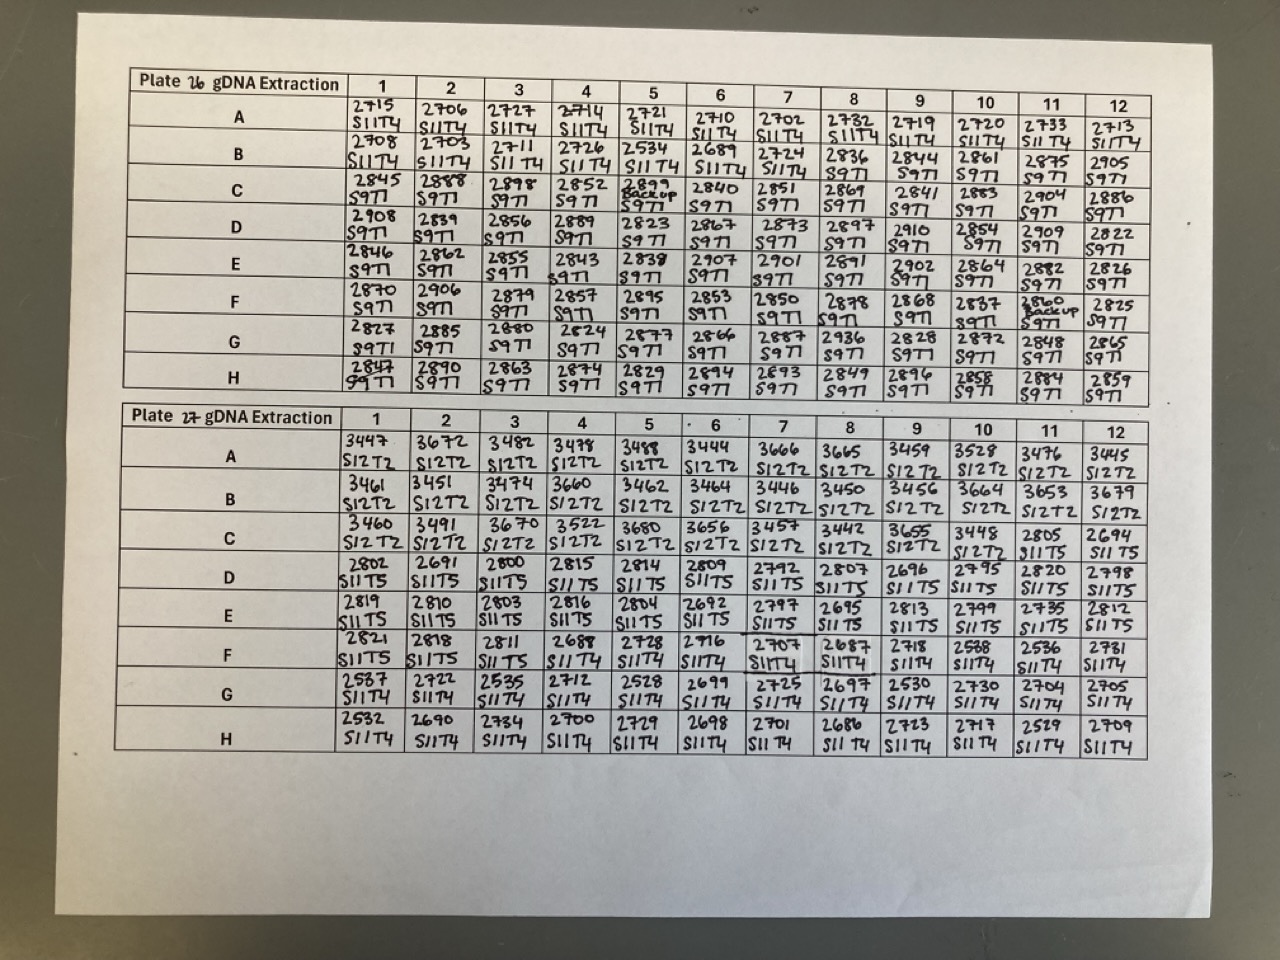 Plate 26 gDNA Extraction 1 2 3 4 5 6 7 8 9 10 11 12
A 2715 2706 2727 2714 2721 2710 2702 2732 2719 2720 2733 2713
S11T4 S11T4 S11T4 S11T4 S11T4 S11T4 S11T4 S11T4 S11T4 S11T4 S11T4 S11T4
B 2708 2703 2711 2726 2534 2689 2724 2836 2844 2861 2875 2905
S11T4 S11T4 S11T4 S11T4 S11T4 S11T4 S11T4 S9T1 S9T1 S9T1 S9T1 S9T1
C 2845 2888 2898 2852 2899 Backup 2840 2851 2869 2841 2883 2904 2886
S9T1 S9T1 S9T1 S9T1 S9T1 S9T1 S9T1 S9T1 S9T1 S9T1 S9T1 S9T1
D 2908 2839 2856 2889 2823 2867 2873 2897 2910 2854 2909 2822
S9T1 S9T1 S9T1 S9T1 S9T1 S9T1 S9T1 S9T1 S9T1 S9T1 S9T1 S9T1
E 2846 2862 2855 2843 2838 2907 2901 2891 2902 2864 2882 2826
S9T1 S9T1 S9T1 S9T1 S9T1 S9T1 S9T1 S9T1 S9T1 S9T1 S9T1 S9T1
F 2870 2906 2879 2857 2895 2853 2850 2878 2868 2837 2860 Backup 2825
S9T1 S9T1 S9T1 S9T1 S9T1 S9T1 S9T1 S9T1 S9T1 S9T1 S9T1 S9T1
G 2827 2885 2880 2824 2877 2866 2887 2936 2828 2872 2848 2865
S9T1 S9T1 S9T1 S9T1 S9T1 S9T1 S9T1 S9T1 S9T1 S9T1 S9T1 S9T1
H 2847 2890 2863 2874 2829 2894 2893 2849 2896 2858 2884 2859
S9T1 S9T1 S9T1 S9T1 S9T1 S9T1 S9T1 S9T1 S9T1 S9T1 S9T1 S9T1
Plate 27 gDNA Extraction 1 2 3 4 5 6 7 8 9 10 11 12
A 3447 3672 3482 3478 3488 3444 3666 3665 3459 3528 3476 3445
S12T2 S12T2 S12T2 S12T2 S12T2 S12T2 S12T2 S12T2 S12T2 S12T2 S12T2 S12T2
B 3461 3451 3474 3660 3462 3464 3446 3450 3456 3664 3653 3679
S12T2 S12T2 S12T2 S12T2 S12T2 S12T2 S12T2 S12T2 S12T2 S12T2 S12T2 S12T2
C 3460 3491 3670 3522 3680 3656 3457 3442 3655 3448 2805 2694
S12T2 S12T2 S12T2 S12T2 S12T2 S12T2 S12T2 S12T2 S12T2 S12T2 S11T5 S11T5
D 2802 2691 2800 2815 2814 2809 2792 2807 2696 2795 2820 2798
S11T5 S11T5 S11T5 S11T5 S11T5 S11T5 S11T5 S11T5 S11T5 S11T5 S11T5 S11T5
E 2819 2810 2803 2816 2804 2692 2797 2695 2813 2799 2735 2812
S11T5 S11T5 S11T5 S11T5 S11T5 S11T5 S11T5 S11T5 S11T5 S11T5 S11T5 S11T5
F 2821 2818 2811 2688 2728 2716 2707 2687 2718 2538 2536 2731
S11T5 S11T5 S11T5 S11T4 S11T4 S11T4 S11T4 S11T4 S11T4 S11T4 S11T4 S11T4
G 2537 2722 2535 2712 2528 2699 2725 2697 2530 2730 2704 2705
S11T4 S11T4 S11T4 S11T4 S11T4 S11T4 S11T4 S11T4 S11T4 S11T4 S11T4 S11T4
H 2532 2690 2734 2700 2729 2698 2701 2686 2723 2717 2529 2709
S11T4 S11T4 S11T4 S11T4 S11T4 S11T4 S11T4 S11T4 S11T4 S11T4 S11T4 S11T4